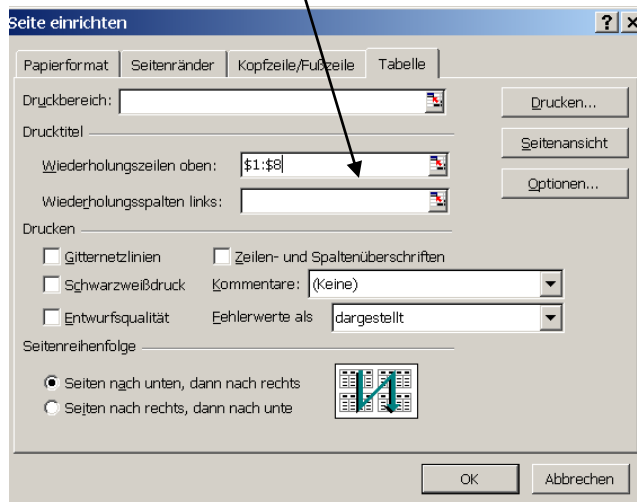 Seite einrichten
Papierformat Seitenränder Kopfzeile/Fußzeile Tabelle
Druckbereich: Drucken...
Drucktitel Seitenansicht
Wiederholungszeilen oben: $1:$8
Wiederholungsspalten links: Optionen...
Drucken
Gitternetzlinien Zeilen- und Spaltenüberschriften
Schwarzweißdruck Kommentare: (Keine)
Entwurfsqualität Fehlerwerte als dargestellt
Seitenreihenfolge
Seiten nach unten, dann nach rechts
Seiten nach rechts, dann nach unte
OK Abbrechen